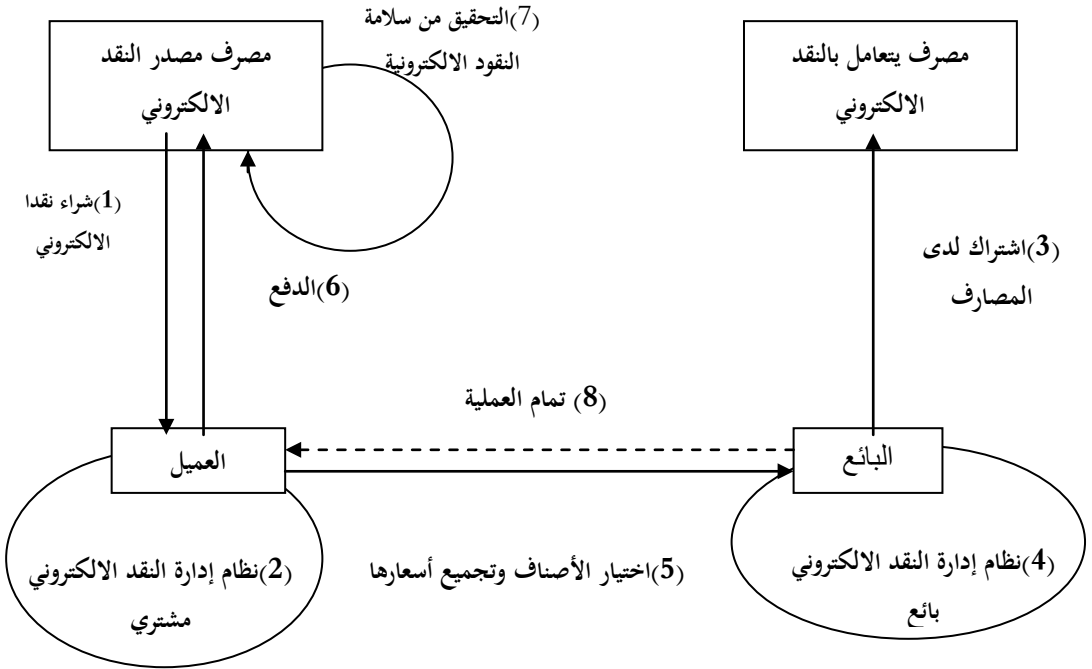 (7)التحقيق من سلامة
النقود الالكترونية
مصرف مصدر النقد
الالكتروني
مصرف يتعامل بالنقد
الالكتروني
(1)شراء نقدا
الالكتروني
(3)اشتراك لدى
المصارف
(6)الدفع
(8) تمام العملية
العميل
البائع
(2)نظام إدارة النقد الالكتروني
مشتري
(5)اختيار الأصناف وتجميع أسعارها
(4)نظام إدارة النقد الالكتروني
بائع